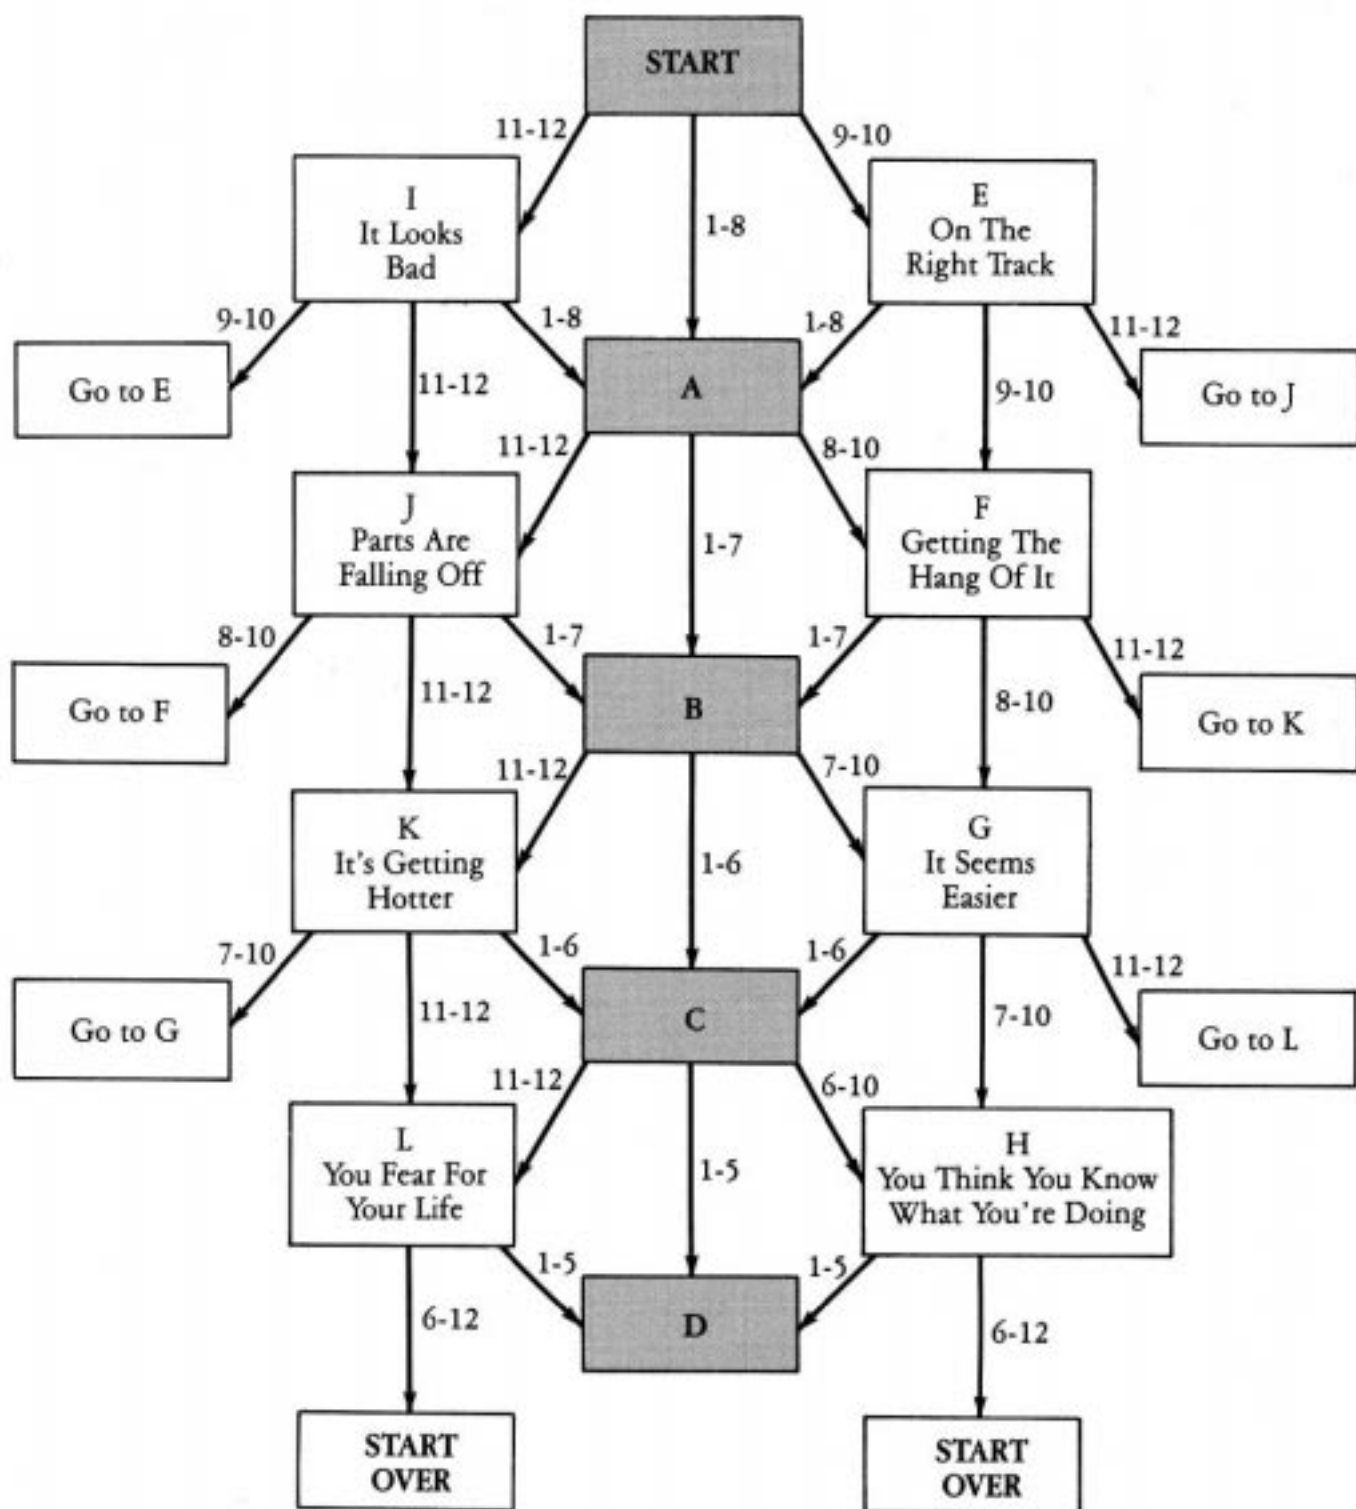 START
11-12
9-10
I
It Looks
Bad
1-8
E
On The
Right Track
9-10
1-8
1-8
11-12
Go to E
11-12
A
9-10
Go to J
11-12
8-10
J
Parts Are
Falling Off
1-7
F
Getting The
Hang Of It
8-10
1-7
1-7
11-12
Go to F
11-12
B
8-10
Go to K
11-12
7-10
K
It's Getting
Hotter
1-6
G
It Seems
Easier
7-10
1-6
1-6
11-12
Go to G
11-12
C
7-10
Go to L
11-12
6-10
L
You Fear For
Your Life
1-5
H
You Think You Know
What You're Doing
1-5
1-5
6-12
D
6-12
START
OVER
START
OVER